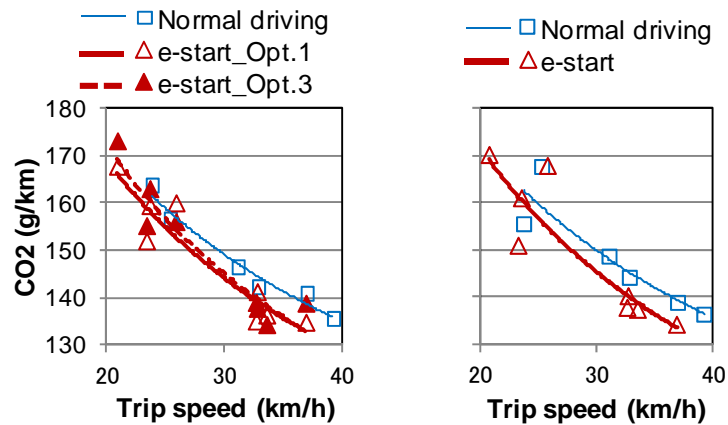 Normal driving
e-start_Opt.1
e-start_Opt.3
180
170
160
150
140
130
CO2 (g/km)
20 30 40
Trip speed (km/h)
Normal driving
e-start
20 30 40
Trip speed (km/h)